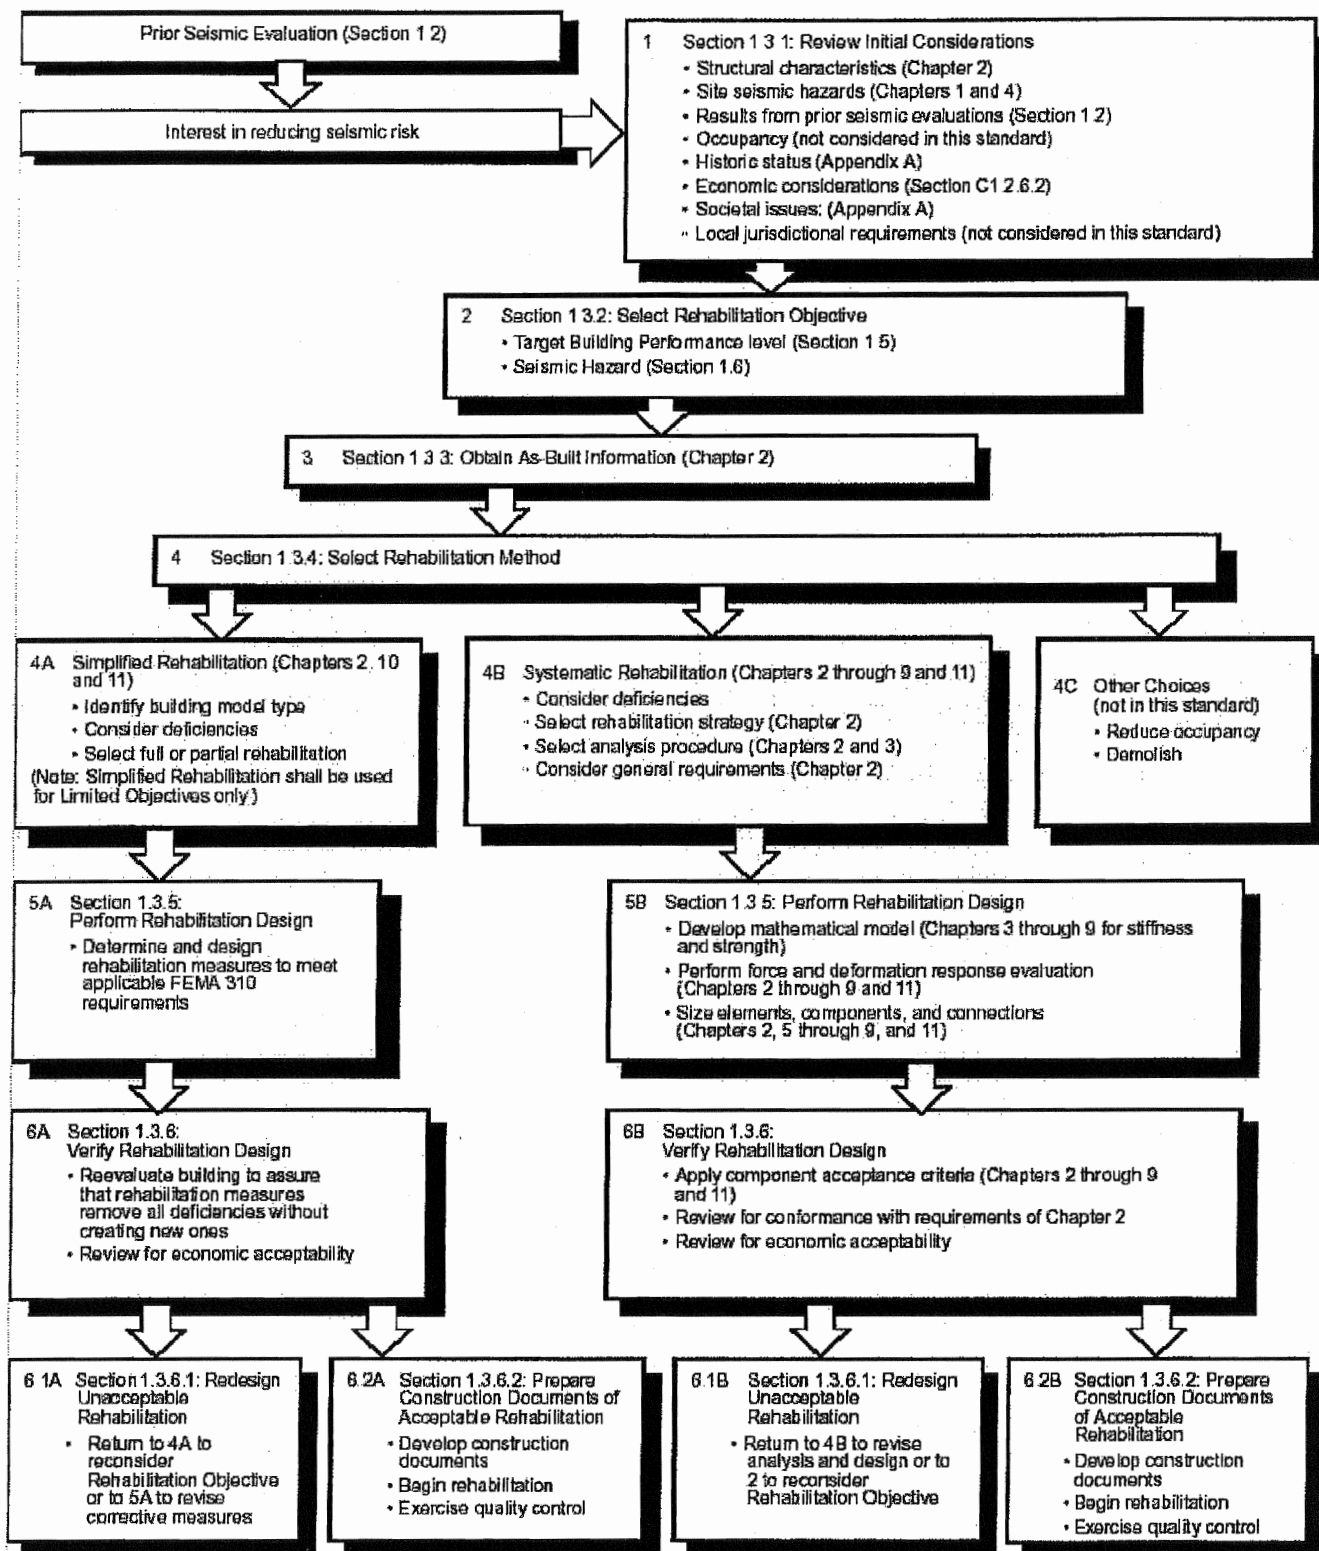 Prior Seismic Evaluation (Section 1 2)
Interest in reducing seismic risk
1 Section 1 3 1: Review Initial Considerations
• Structural characteristics (Chapter 2)
• Site seismic hazards (Chapters 1 and 4)
• Results from prior seismic evaluations (Section 1.2)
• Occupancy (not considered in this standard)
• Historic status (Appendix A)
• Economic considerations (Section C1 2.6.2)
• Societal issues: (Appendix A)
• Local jurisdictional requirements (not considered in this standard)
2 Section 1 3.2: Select Rehabilitation Objective
• Target Building Performance level (Section 1 5)
• Seismic Hazard (Section 1.6)
3 Section 1 3 3: Obtain As-Built Information (Chapter 2)
4 Section 1 3.4: Select Rehabilitation Method
4A Simplified Rehabilitation (Chapters 2, 10
and 11)
• Identify building model type
• Consider deficiencies
• Select full or partial rehabilitation
(Note: Simplified Rehabilitation shall be used
for Limited Objectives only )
4B Systematic Rehabilitation (Chapters 2 through 9 and 11)
• Consider deficiencies
• Select rehabilitation strategy (Chapter 2)
• Select analysis procedure (Chapters 2 and 3)
• Consider general requirements (Chapter 2)
4C Other Choices
(not in this standard)
• Reduce occupancy
• Demolish
5A Section 1.3.5:
Perform Rehabilitation Design
• Determine and design
rehabilitation measures to meet
applicable FEMA 310
requirements
5B Section 1.3 5: Perform Rehabilitation Design
• Develop mathematical model (Chapters 3 through 9 for stiffness
and strength)
• Perform force and deformation response evaluation
(Chapters 2 through 9 and 11)
• Size elements, components, and connections
(Chapters 2, 5 through 9, and 11)
6A Section 1.3.6:
Verify Rehabilitation Design
• Reevaluate building to assure
that rehabilitation measures
remove all deficiencies without
creating new ones
• Review for economic acceptability
6B Section 1.3.6:
Verify Rehabilitation Design
• Apply component acceptance criteria (Chapters 2 through 9
and 11)
• Review for conformance with requirements of Chapter 2
• Review for economic acceptability
6 1A Section 1.3.6.1: Redesign
Unacceptable
Rehabilitation
• Return to 4A to
reconsider
Rehabilitation Objective
or to 5A to revise
corrective measures
6.2A Section 1.3.6.2: Prepare
Construction Documents of
Acceptable Rehabilitation
• Develop construction
documents
• Begin rehabilitation
• Exercise quality control
6.1B Section 1.3.6.1: Redesign
Unacceptable
Rehabilitation
• Return to 4B to revise
analysis and design or to
2 to reconsider
Rehabilitation Objective
6.2B Section 1.3.6.2: Prepare
Construction Documents
of Acceptable
Rehabilitation
• Develop construction
documents
• Begin rehabilitation
• Exercise quality control